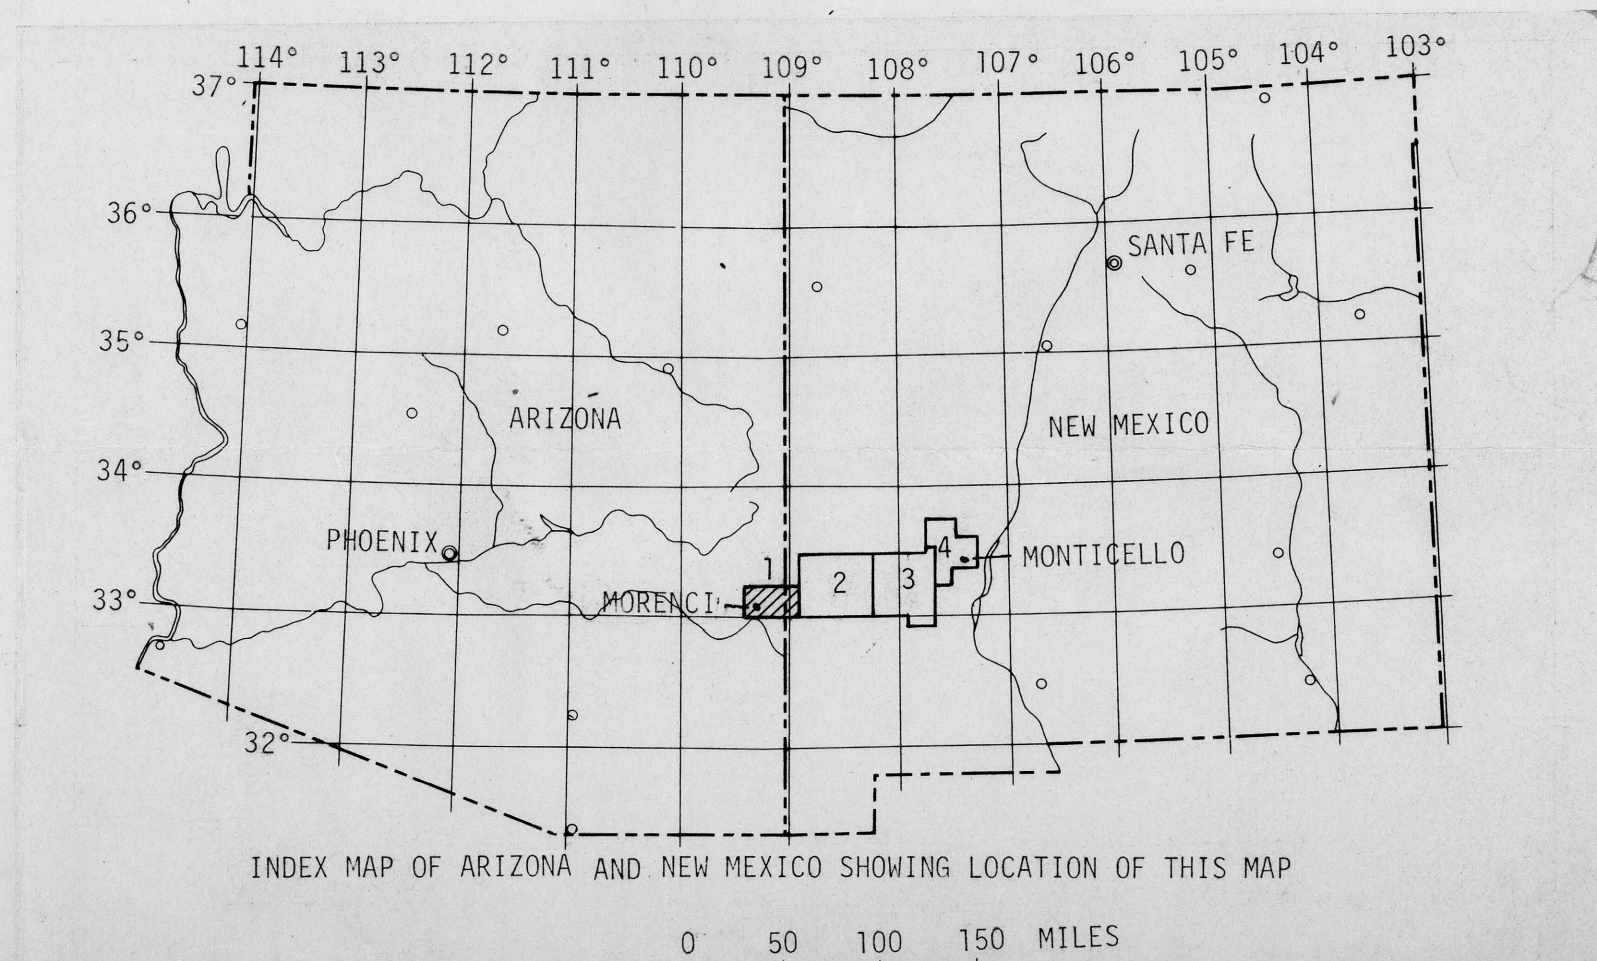 114° 113° 112° 111° 110° 109° 108° 107° 106° 105° 104° 103°
37°
36°
SANTA FE
35°
ARIZONA
NEW MEXICO
34°
PHOENIX
MONTICELLO
1
2
3
4
33°
MORENCI
32°
INDEX MAP OF ARIZONA AND NEW MEXICO SHOWING LOCATION OF THIS MAP
0 50 100 150 MILES